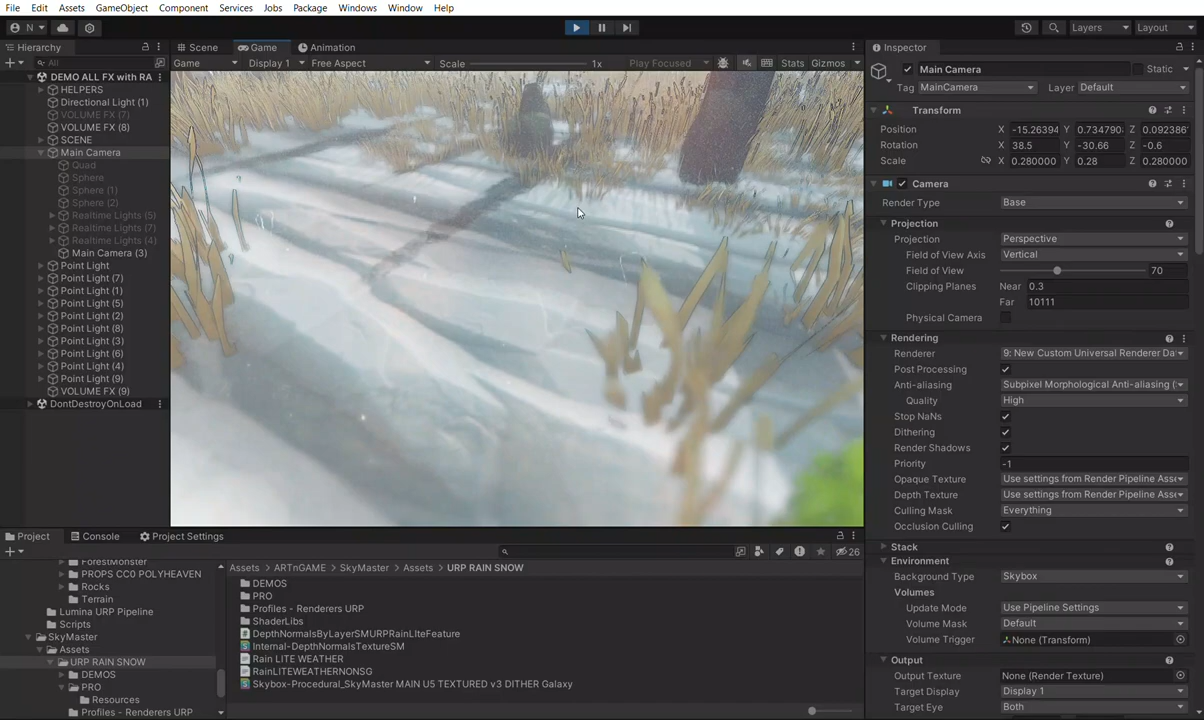 File Edit Assets GameObject Component Services Jobs Package Windows Window Help
N Layers Layout
Hierarchy
All
DEMO ALL FX with RA
HELPERS
Directional Light (1)
VOLUME FX (7)
VOLUME FX (8)
SCENE
Main Camera
Quad
Sphere
Sphere (1)
Sphere (2)
Realtime Lights (5)
Realtime Lights (7)
Realtime Lights (4)
Main Camera (3)
Point Light
Point Light (7)
Point Light (1)
Point Light (5)
Point Light (2)
Point Light (8)
Point Light (3)
Point Light (6)
Point Light (4)
Point Light (9)
VOLUME FX (9)
DontDestroyOnLoad
Scene Game Animation
Game Display 1 Free Aspect Scale 1x Play Focused Stats Gizmos
Inspector
Main Camera Static
Tag MainCamera Layer Default
Transform
Position X -15.26394 Y 0.734790 Z 0.092386
Rotation X 38.5 Y -30.66 Z -0.6
Scale X 0.280000 Y 0.28 Z 0.280000
Camera
Render Type Base
Projection
Projection Perspective
Field of View Axis Vertical
Field of View 70
Clipping Planes Near 0.3
Far 10111
Physical Camera
Rendering
Renderer 9: New Custom Universal Renderer Da
Post Processing
Anti-aliasing Subpixel Morphological Anti-aliasing (
Quality High
Stop NaNs
Dithering
Render Shadows
Priority -1
Opaque Texture Use settings from Render Pipeline Asse
Depth Texture Use settings from Render Pipeline Asse
Culling Mask Everything
Occlusion Culling
Stack
Environment
Background Type Skybox
Volumes
Update Mode Use Pipeline Settings
Volume Mask Default
Volume Trigger None (Transform)
Output
Output Texture None (Render Texture)
Target Display Display 1
Target Eye Both
Project Console Project Settings
26
ForestMonster
PROPS CC0 POLYHEAVEN
Rocks
Terrain
Lumina URP Pipeline
Scripts
SkyMaster
Assets
URP RAIN SNOW
DEMOS
PRO
Resources
Profiles - Renderers URP
Assets ARTnGAME SkyMaster Assets URP RAIN SNOW
DEMOS
PRO
Profiles - Renderers URP
ShaderLibs
DepthNormalsByLayerSMURPRainLIteFeature
Internal-DepthNormalsTextureSM
Rain LITE WEATHER
RainLITEWEATHERNONSG
Skybox-Procedural_SkyMaster MAIN U5 TEXTURED v3 DITHER Galaxy